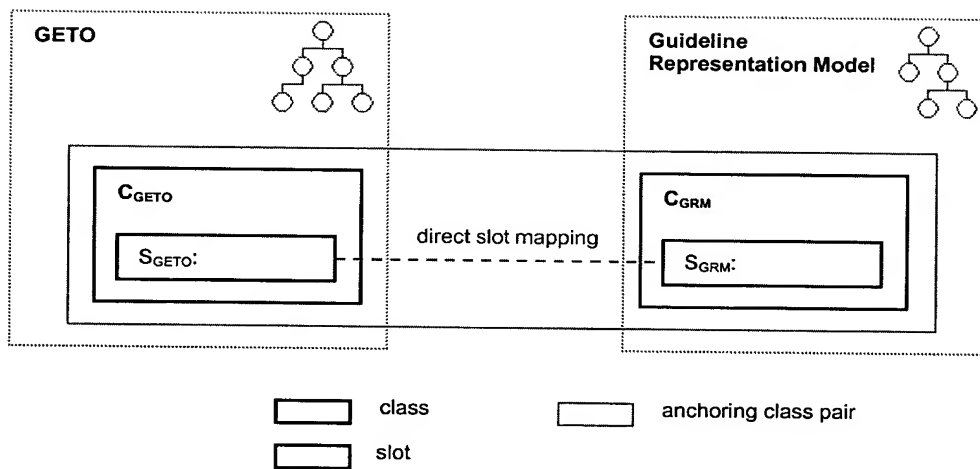 GETO
Guideline
Representation Model
CGETO
CGRM
direct slot mapping
SGETO:
SGRM:
class
anchoring class pair
slot